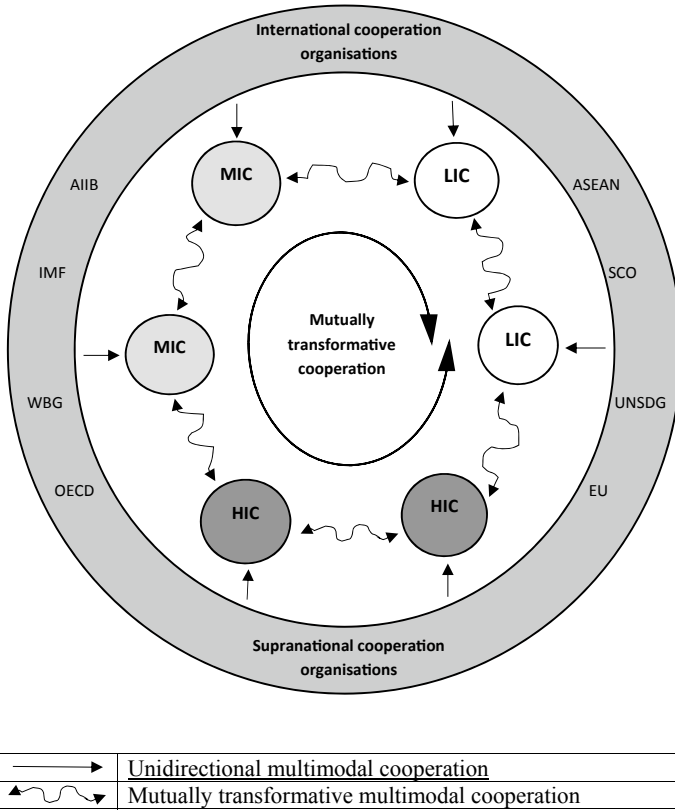 International cooperation
organisations
MIC
LIC
AIIB
ASEAN
IMF
SCO
Mutually
transformative
cooperation
MIC
LIC
WBG
UNSDG
OECD
EU
HIC
HIC
Supranational cooperation
organisations
Unidirectional multimodal cooperation
Mutually transformative multimodal cooperation